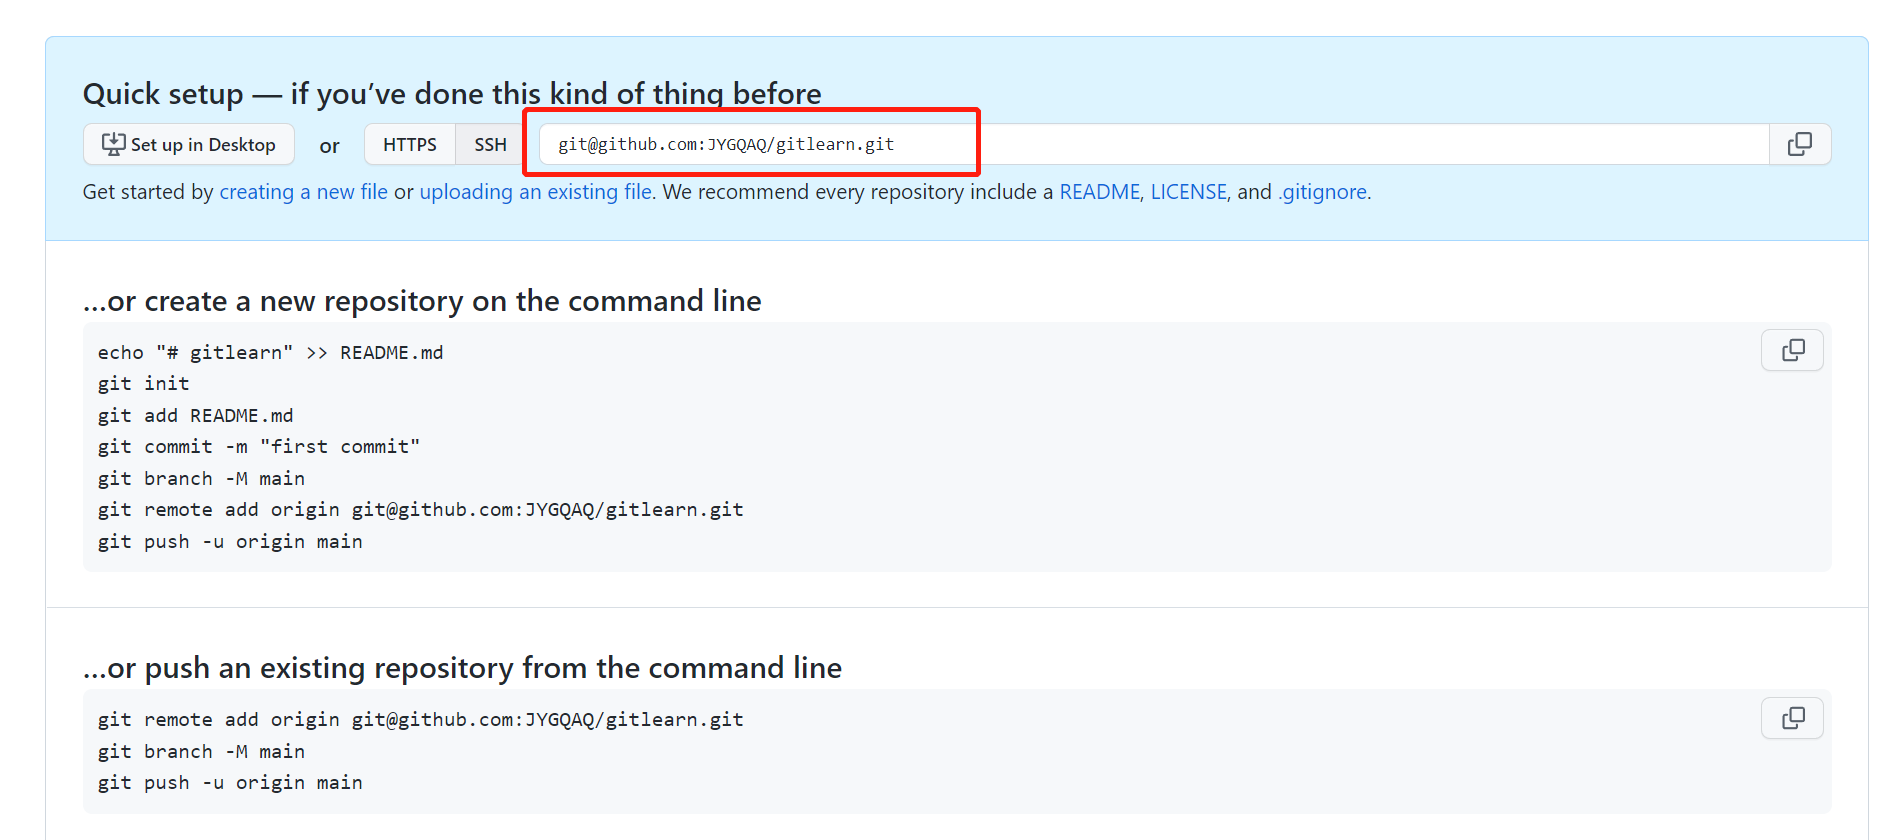 Quick setup — if you’ve done this kind of thing before
Set up in Desktop or HTTPS SSH git@github.com:JYGQAQ/gitlearn.git
Get started by creating a new file or uploading an existing file. We recommend every repository include a README, LICENSE, and .gitignore.
…or create a new repository on the command line
echo "# gitlearn" >> README.md
git init
git add README.md
git commit -m "first commit"
git branch -M main
git remote add origin git@github.com:JYGQAQ/gitlearn.git
git push -u origin main
…or push an existing repository from the command line
git remote add origin git@github.com:JYGQAQ/gitlearn.git
git branch -M main
git push -u origin main